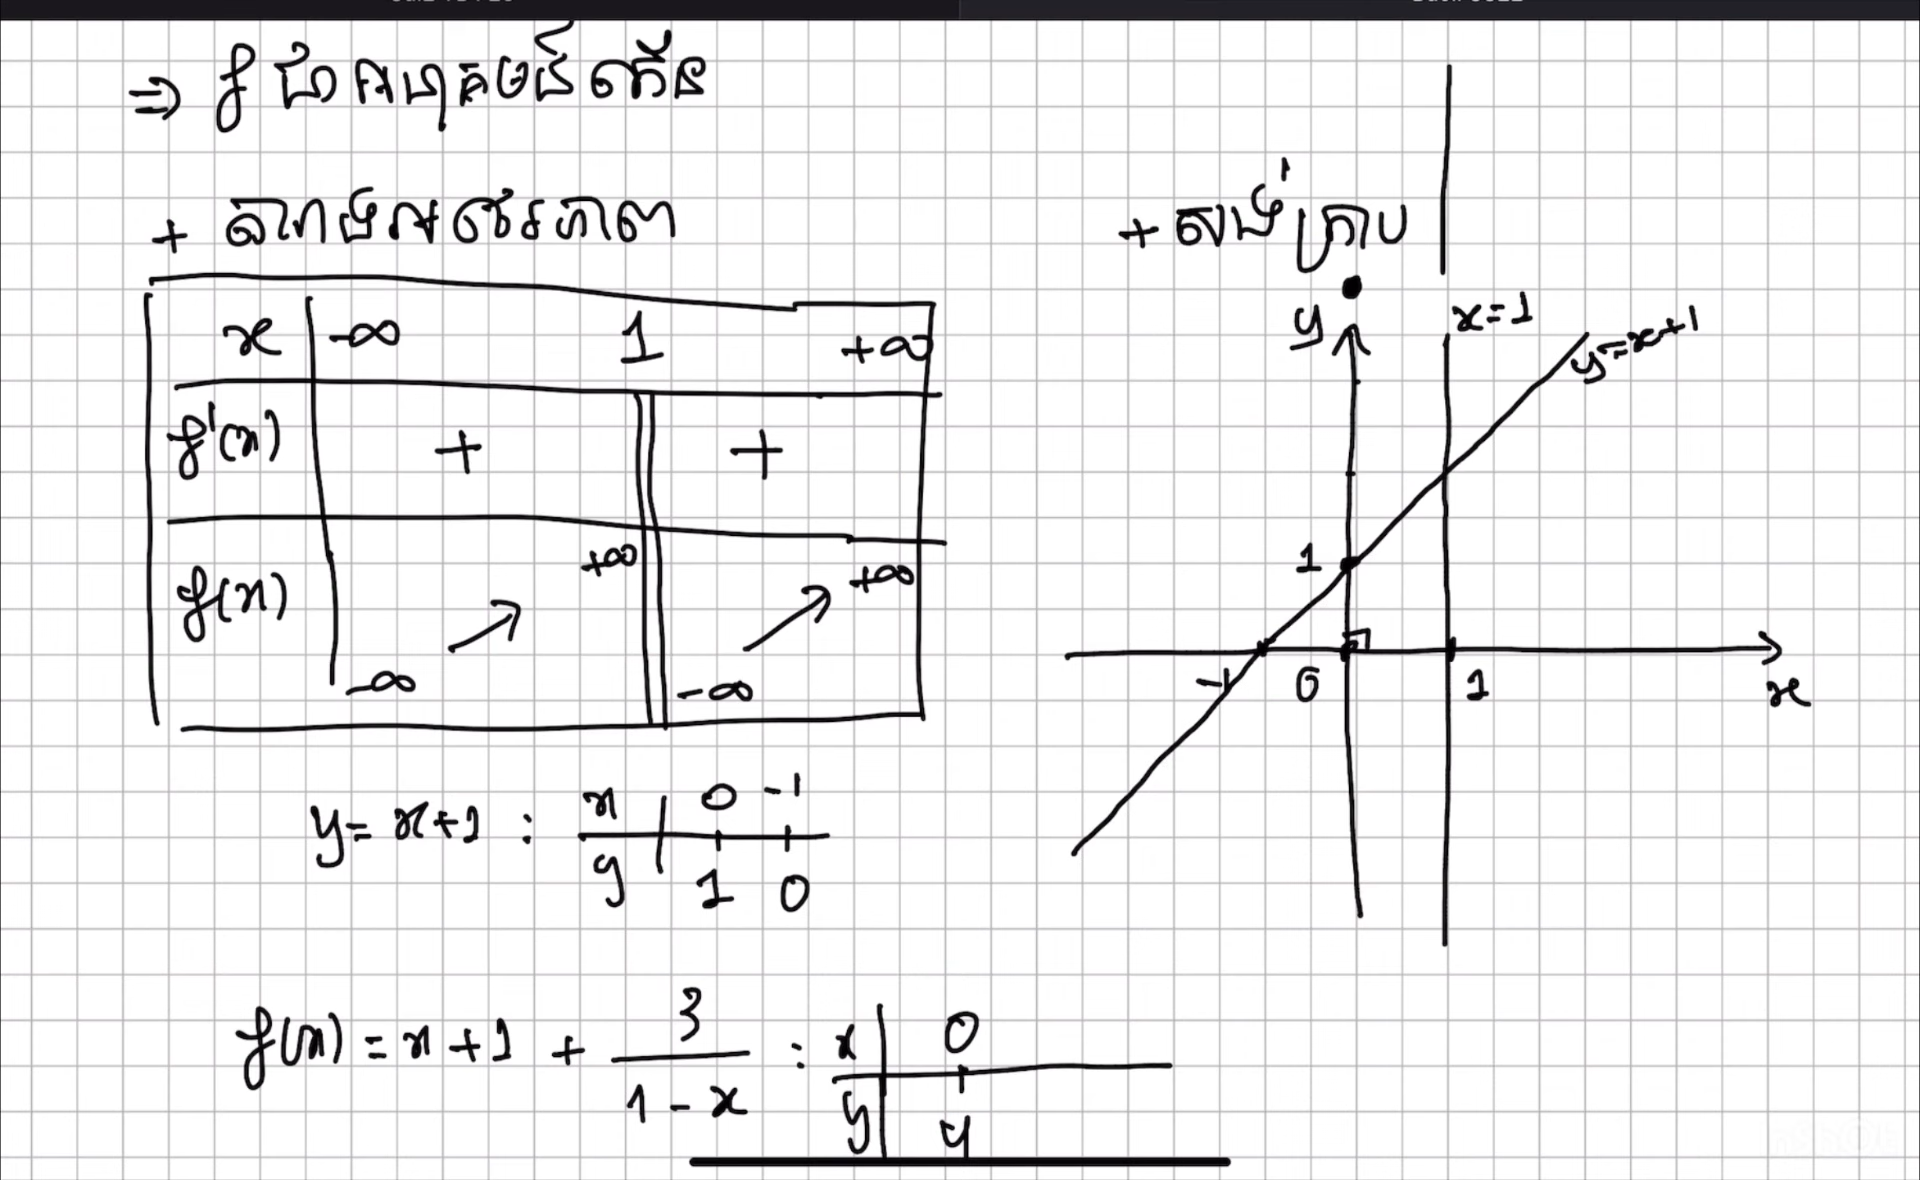 ⇒ f ជាអនុគមន៍កើន
+ តារាងអថេរភាព
x | -∞ 1 +∞
f'(x) + +
f(x) -∞ ↗ +∞ -∞ ↗ +∞
y = x+1 : x | 0 -1
y | 1 0
f(x) = x + 1 + 3/(1 - x) : x | 0
y | 4
+ សង់ក្រាប
y
x=1
y=x+1
1
-1 0 1 x